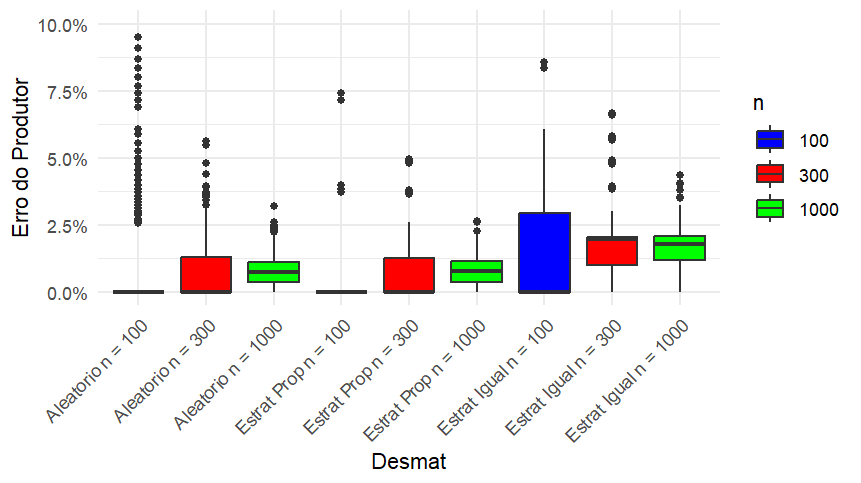 10.0%
7.5%
5.0%
2.5%
0.0%
Erro do Produtor
Aleatorio n = 100
Aleatorio n = 300
Aleatorio n = 1000
Estrat Prop n = 100
Estrat Prop n = 300
Estrat Prop n = 1000
Estrat Igual n = 100
Estrat Igual n = 300
Estrat Igual n = 1000
Desmat
n
100
300
1000